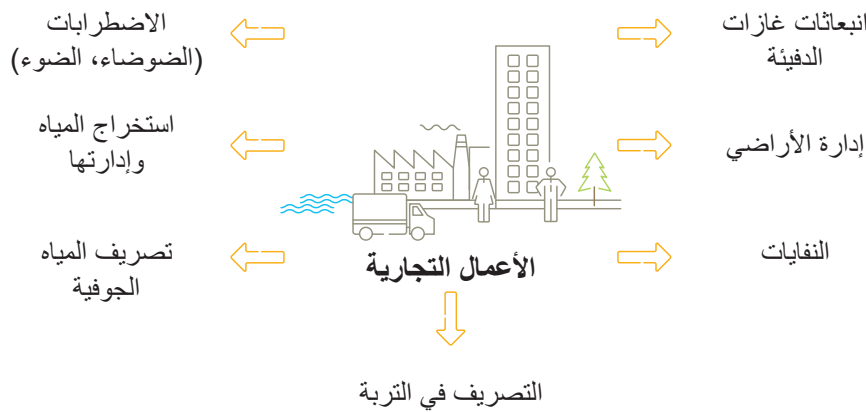 انبعاثات غازات
الدفيئة
الاضطرابات
(الضوضاء، الضوء)
إدارة الأراضي
استخراج المياه
وإدارتها
النفايات
تصريف المياه
الجوفية
الأعمال التجارية
التصريف في التربة